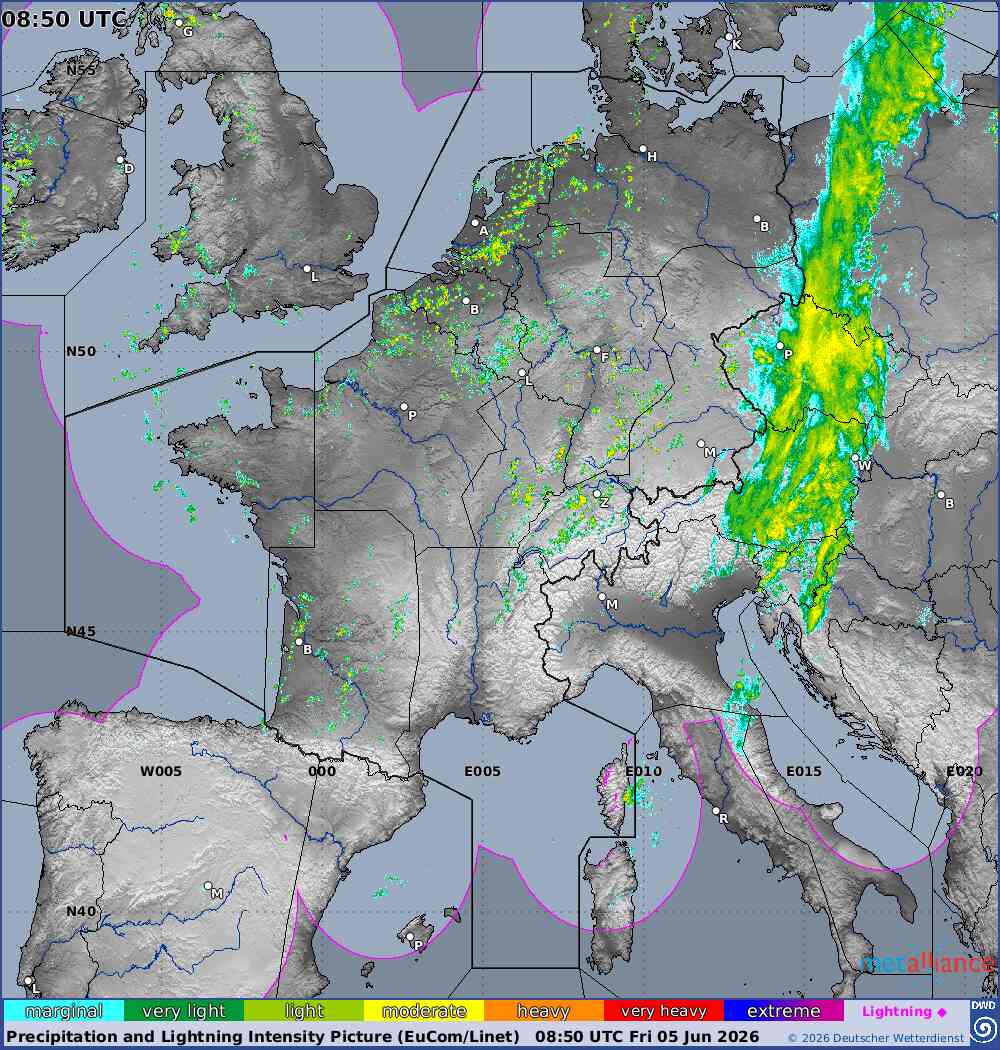 08:50 UTC
G
K
N55
D
H
A
B
L
B
N50
P
F
L
P
M
W
B
Z
M
N45
B
W005
000
E005
E010
E015
E020
R
M
N40
P
L
metalliance
marginal
very light
light
moderate
heavy
very heavy
extreme
Lightning ◆
DWD
Precipitation and Lightning Intensity Picture (EuCom/Linet) 08:50 UTC Fri 05 Jun 2026
© 2026 Deutscher Wetterdienst